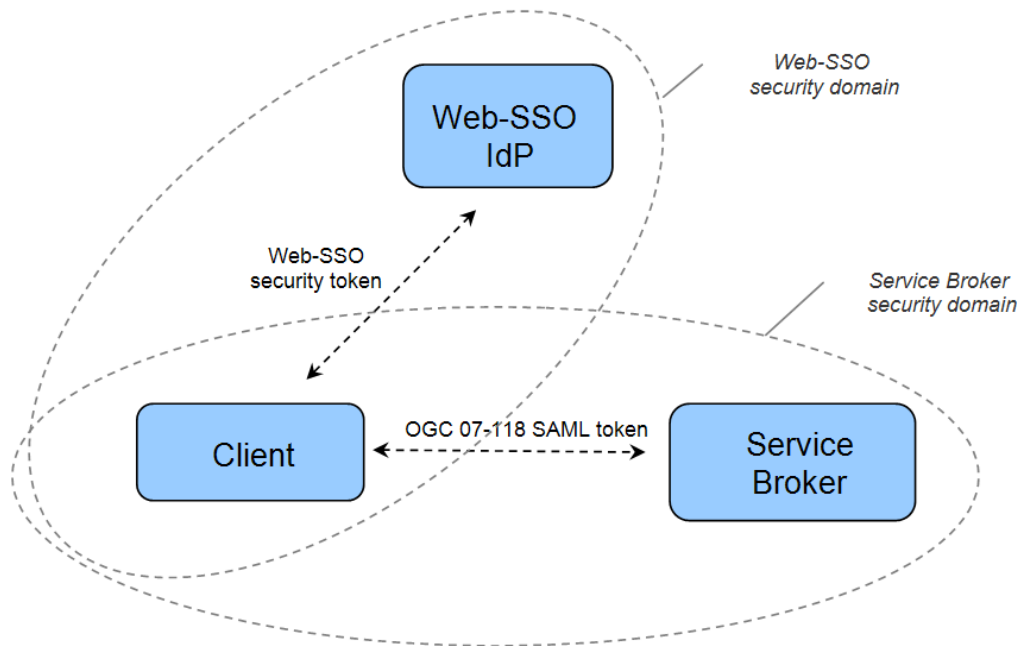 Web-SSO
security domain
Web-SSO
IdP
Web-SSO
security token
Service Broker
security domain
Client
OGC 07-118 SAML token
Service
Broker